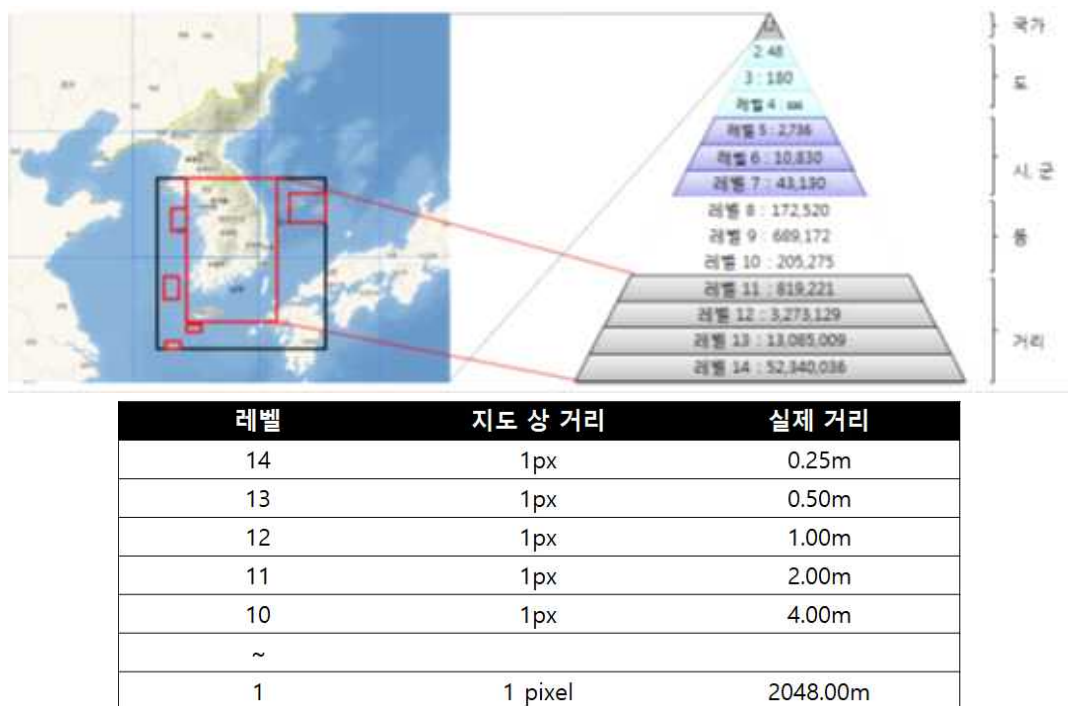 국가
2 48
3 : 180
도
레벨 4 :
레벨 5 : 2,736
레벨 6 : 10,830
시, 군
레벨 7 : 43,130
레벨 8 : 172,520
레벨 9 : 689,172
동
레벨 10 : 205,275
레벨 11 : 819,221
레벨 12 : 3,273,129
레벨 13 : 13,085,009
거리
레벨 14 : 52,340,036
레벨 지도 상 거리 실제 거리
14 1px 0.25m
13 1px 0.50m
12 1px 1.00m
11 1px 2.00m
10 1px 4.00m
~
1 1 pixel 2048.00m